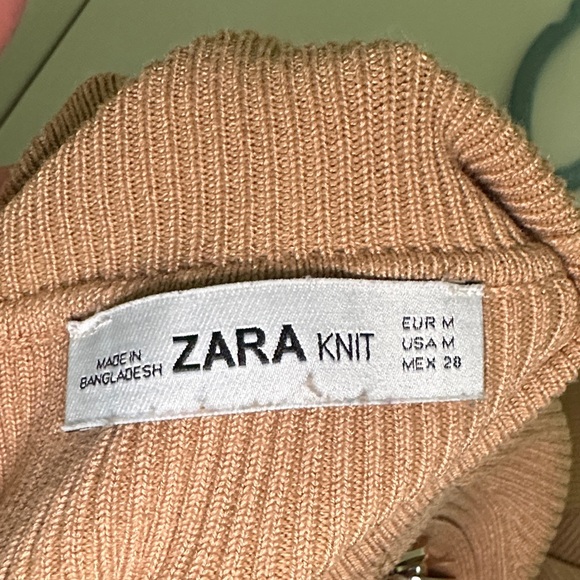 MADE IN
BANGLADESH
ZARA KNIT
EUR M
USA M
MEX 28